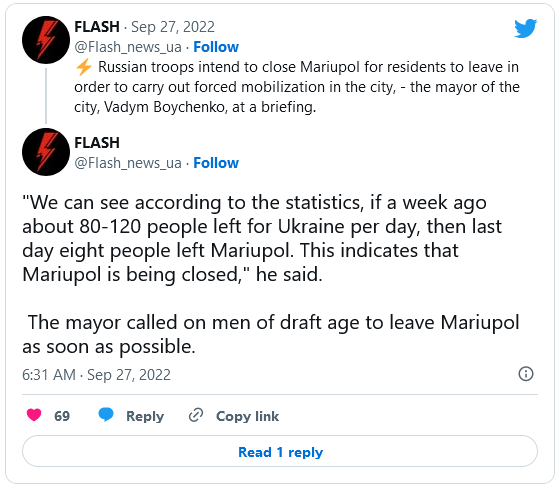 FLASH · Sep 27, 2022
@Flash_news_ua · Follow
⚡ Russian troops intend to close Mariupol for residents to leave in
order to carry out forced mobilization in the city, - the mayor of the
city, Vadym Boychenko, at a briefing.
FLASH
@Flash_news_ua · Follow
"We can see according to the statistics, if a week ago
about 80-120 people left for Ukraine per day, then last
day eight people left Mariupol. This indicates that
Mariupol is being closed," he said.
The mayor called on men of draft age to leave Mariupol
as soon as possible.
6:31 AM · Sep 27, 2022
69 Reply Copy link
Read 1 reply